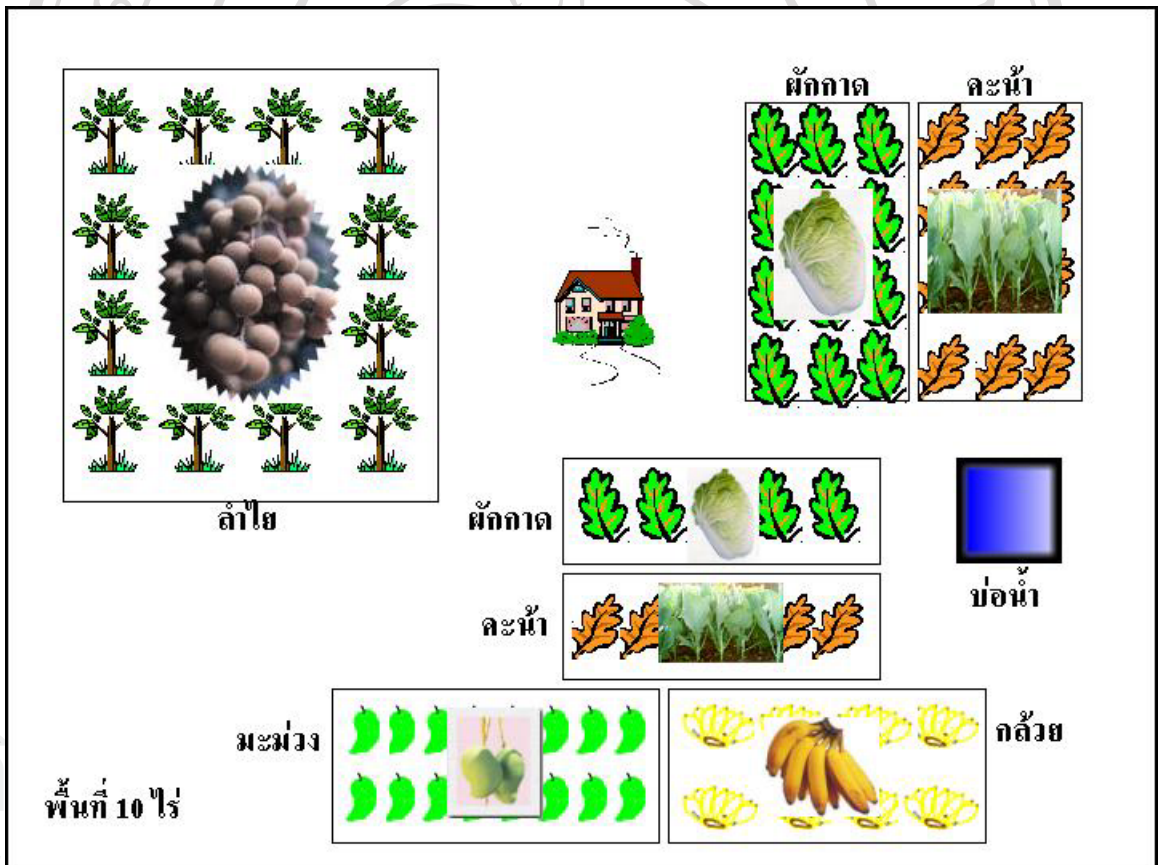 ผักกาด
คะน้า
ลำไย
ผักกาด
บ่อน้ำ
คะน้า
มะม่วง
กล้วย
พื้นที่ 10 ไร่